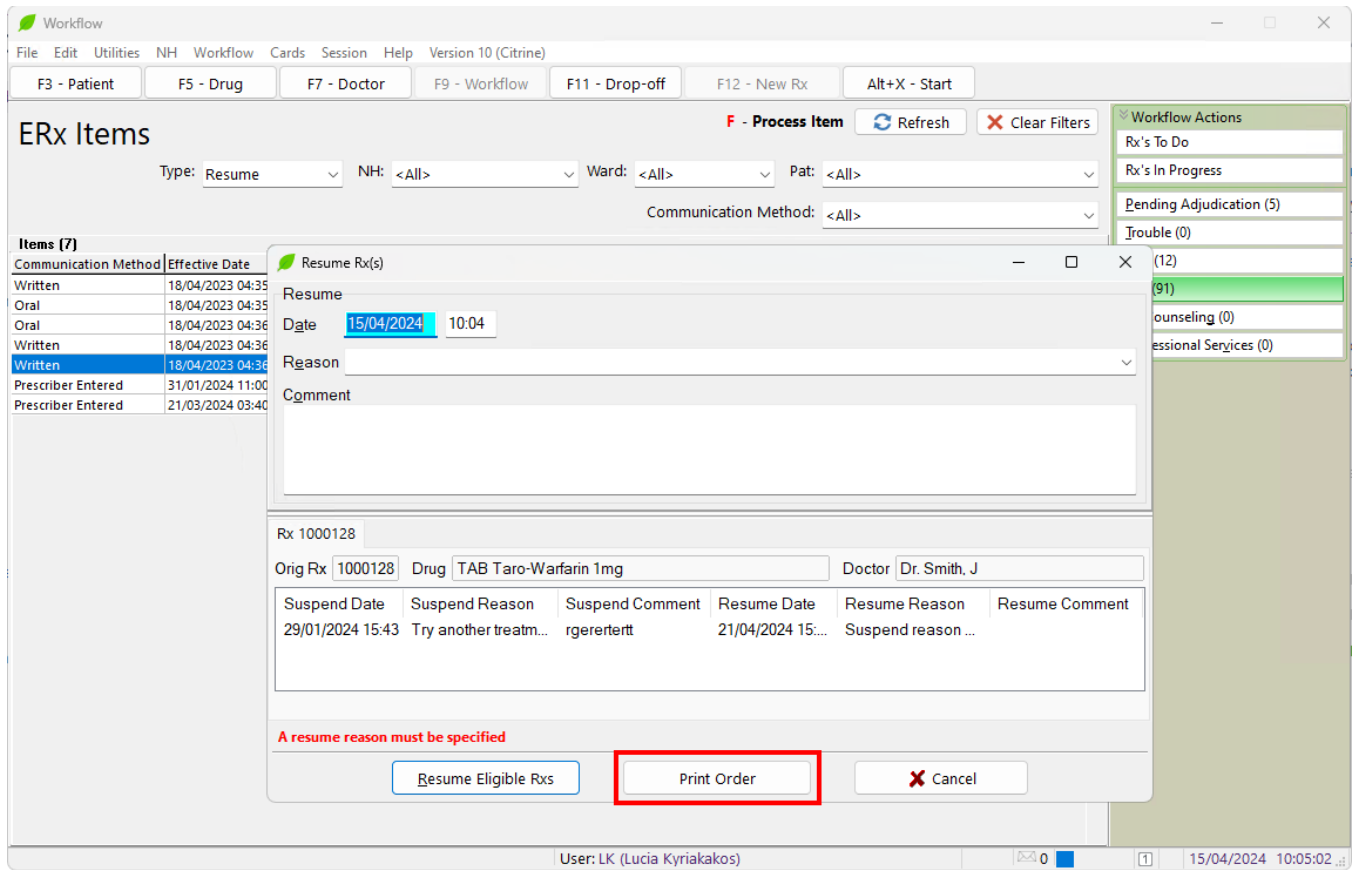 Workflow
File Edit Utilities NH Workflow Cards Session Help Version 10 (Citrine)
F3 - Patient F5 - Drug F7 - Doctor F9 - Workflow F11 - Drop-off F12 - New Rx Alt+X - Start
ERx Items
F - Process Item Refresh Clear Filters
Type: Resume NH: <All> Ward: <All> Pat: <All>
Communication Method: <All>
Workflow Actions
Rx's To Do
Rx's In Progress
Pending Adjudication (5)
Trouble (0)
(12)
(91)
ounseling (0)
essional Services (0)
Items (7)
Communication Method Effective Date
Written 18/04/2023 04:35
Oral 18/04/2023 04:35
Oral 18/04/2023 04:36
Written 18/04/2023 04:36
Written 18/04/2023 04:36
Prescriber Entered 31/01/2024 11:00
Prescriber Entered 21/03/2024 03:40
Resume Rx(s)
Resume
Date 15/04/2024 10:04
Reason
Comment
Rx 1000128
Orig Rx 1000128 Drug TAB Taro-Warfarin 1mg Doctor Dr. Smith, J
Suspend Date Suspend Reason Suspend Comment Resume Date Resume Reason Resume Comment
29/01/2024 15:43 Try another treatm... rgerertertt 21/04/2024 15:... Suspend reason ...
A resume reason must be specified
Resume Eligible Rxs Print Order Cancel
User: LK (Lucia Kyriakakos) 0 1 15/04/2024 10:05:02